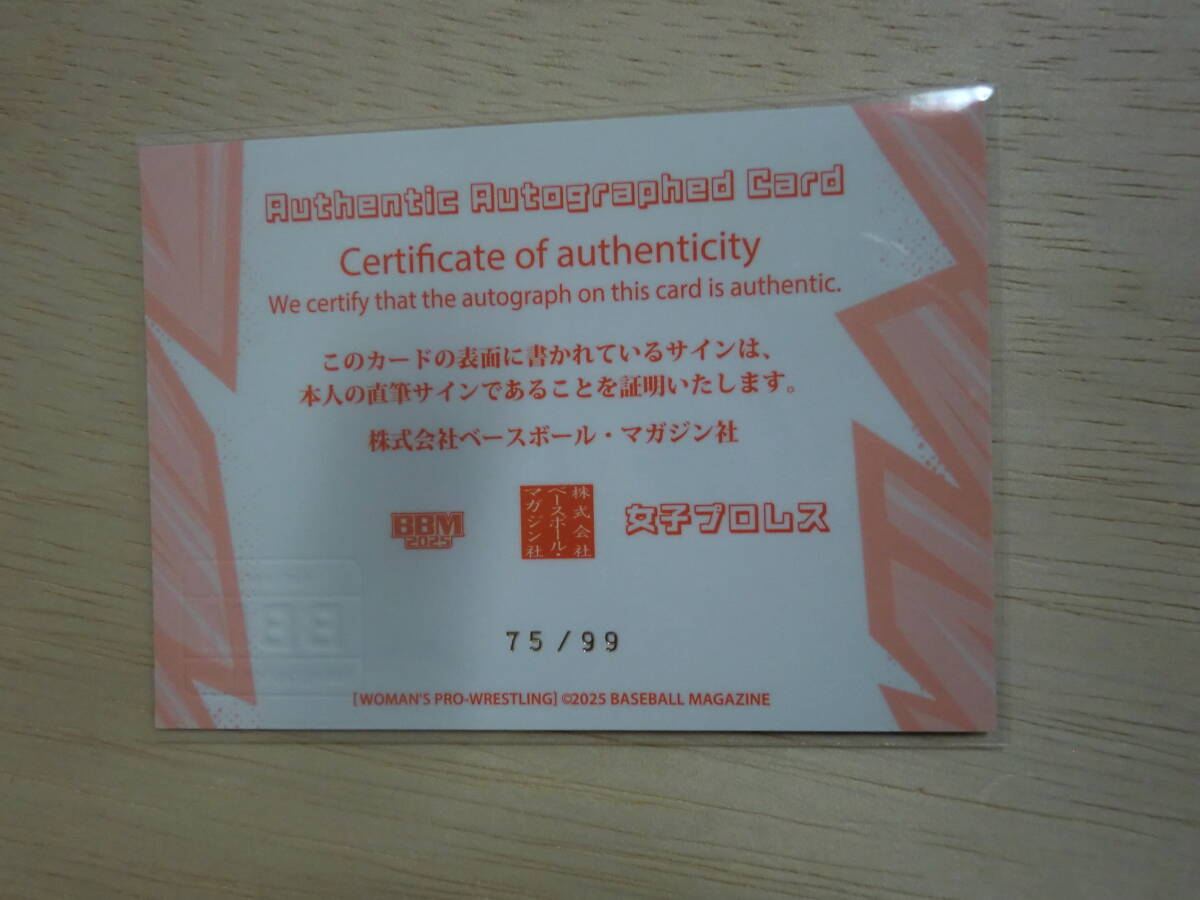 Authentic Autographed Card
Certificate of authenticity
We certify that the autograph on this card is authentic.
このカードの表面に書かれているサインは、
本人の直筆サインであることを証明いたします。
株式会社ベースボール・マガジン社
BBM
2025
株式会社
ベースボール・
マガジン社
女子プロレス
75/99
[WOMAN'S PRO-WRESTLING] ©2025 BASEBALL MAGAZINE